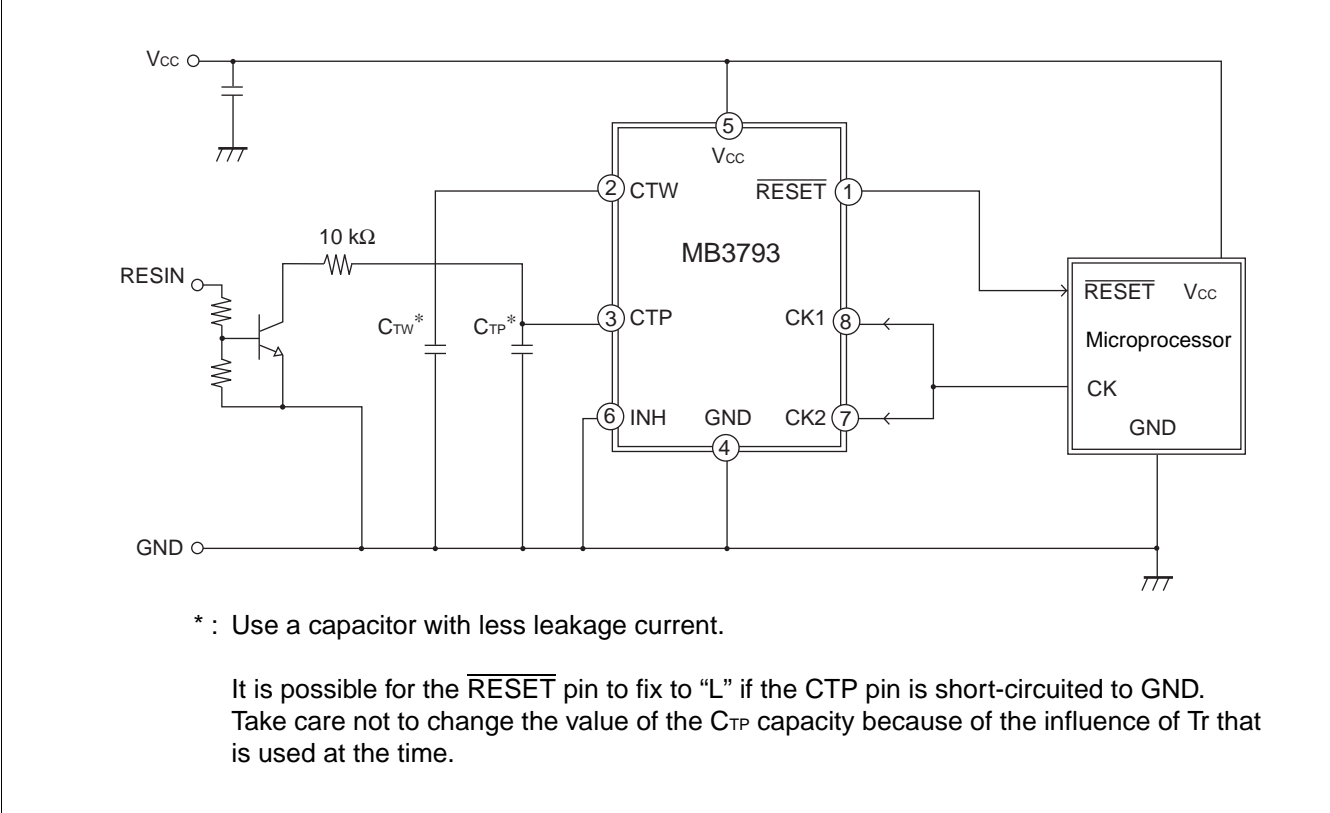 Vcc
5
Vcc
2 CTW
RESET 1
10 kΩ
MB3793
RESIN
RESET Vcc
CTW*
CTP*
3 CTP
CK1 8
Microprocessor
CK
6 INH
GND
CK2 7
GND
4
GND
* : Use a capacitor with less leakage current.
It is possible for the RESET pin to fix to “L” if the CTP pin is short-circuited to GND.
Take care not to change the value of the CTP capacity because of the influence of Tr that
is used at the time.